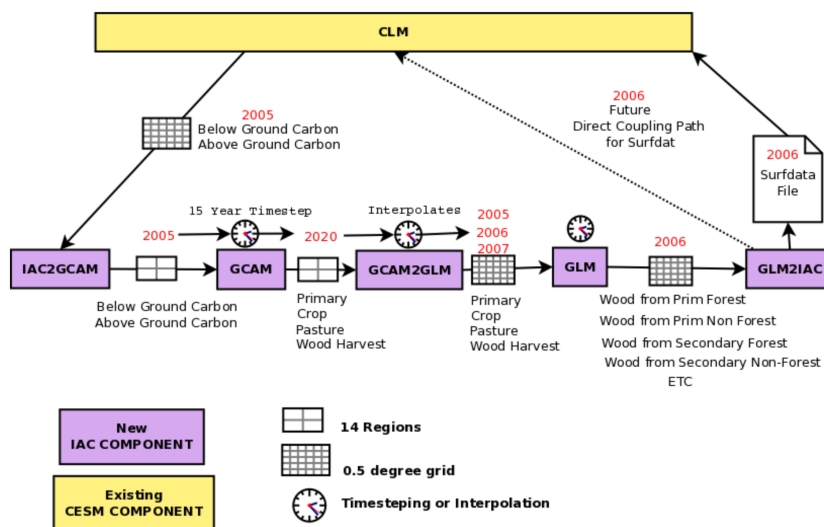 CLM
2005
Below Ground Carbon
Above Ground Carbon
2006
Future
Direct Coupling Path
for Surfdat
2006
Surfdata
File
15 Year Timestep
Interpolates
2005
2020
2005
2006
2007
2006
IAC2GCAM
GCAM
GCAM2GLM
GLM
GLM2IAC
Below Ground Carbon
Above Ground Carbon
Primary
Crop
Pasture
Wood Harvest
Primary
Crop
Pasture
Wood Harvest
Wood from Prim Forest
Wood from Prim Non Forest
Wood from Secondary Forest
Wood from Secondary Non-Forest
ETC
New
IAC COMPONENT
Existing
CESM COMPONENT
14 Regions
0.5 degree grid
Timesteping or Interpolation